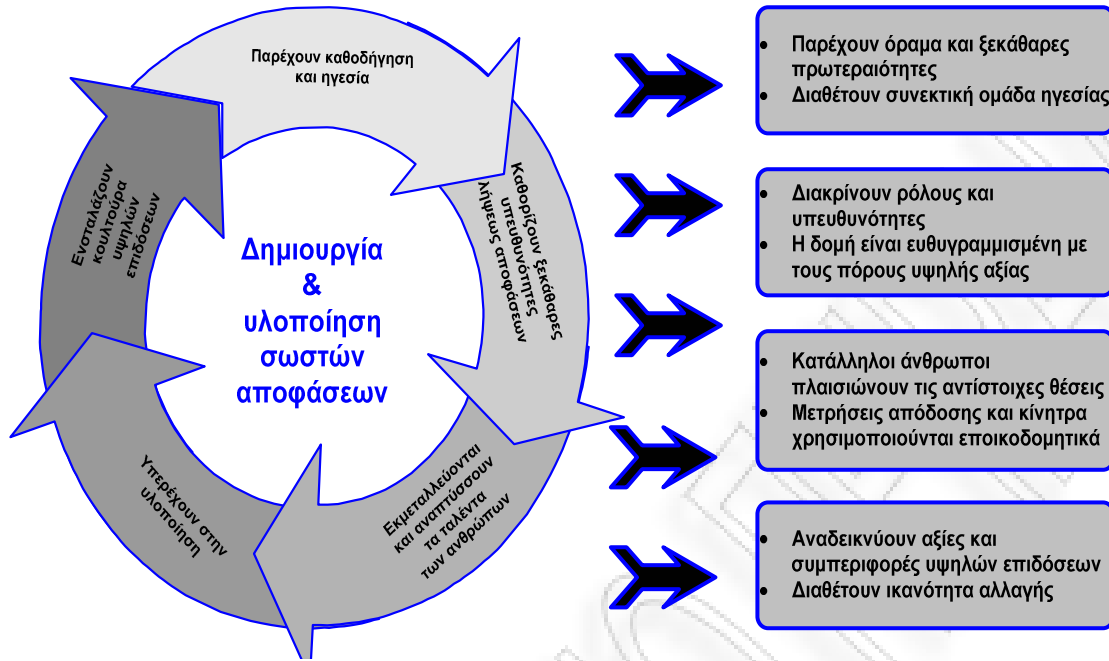 Παρέχουν καθοδήγηση
και ηγεσία
Καθορίζουν ξεκάθαρες
υπευθυνότητες
λήψεως αποφάσεων
Εκμεταλλεύονται
και αναπτύσσουν
τα ταλέντα
των ανθρώπων
Υπερέχουν στην
υλοποίηση
Ενσταλάζουν
κουλτούρα
υψηλών
επιδόσεων
Δημιουργία
&
υλοποίηση
σωστών
αποφάσεων
• Παρέχουν όραμα και ξεκάθαρες
πρωτεραιότητες
• Διαθέτουν συνεκτική ομάδα ηγεσίας
• Διακρίνουν ρόλους και
υπευθυνότητες
• Η δομή είναι ευθυγραμμισμένη με
τους πόρους υψηλής αξίας
• Κατάλληλοι άνθρωποι
πλαισιώνουν τις αντίστοιχες θέσεις
• Μετρήσεις απόδοσης και κίνητρα
χρησιμοποιούνται εποικοδομητικά
• Αναδεικνύουν αξίες και
συμπεριφορές υψηλών επιδόσεων
• Διαθέτουν ικανότητα αλλαγής